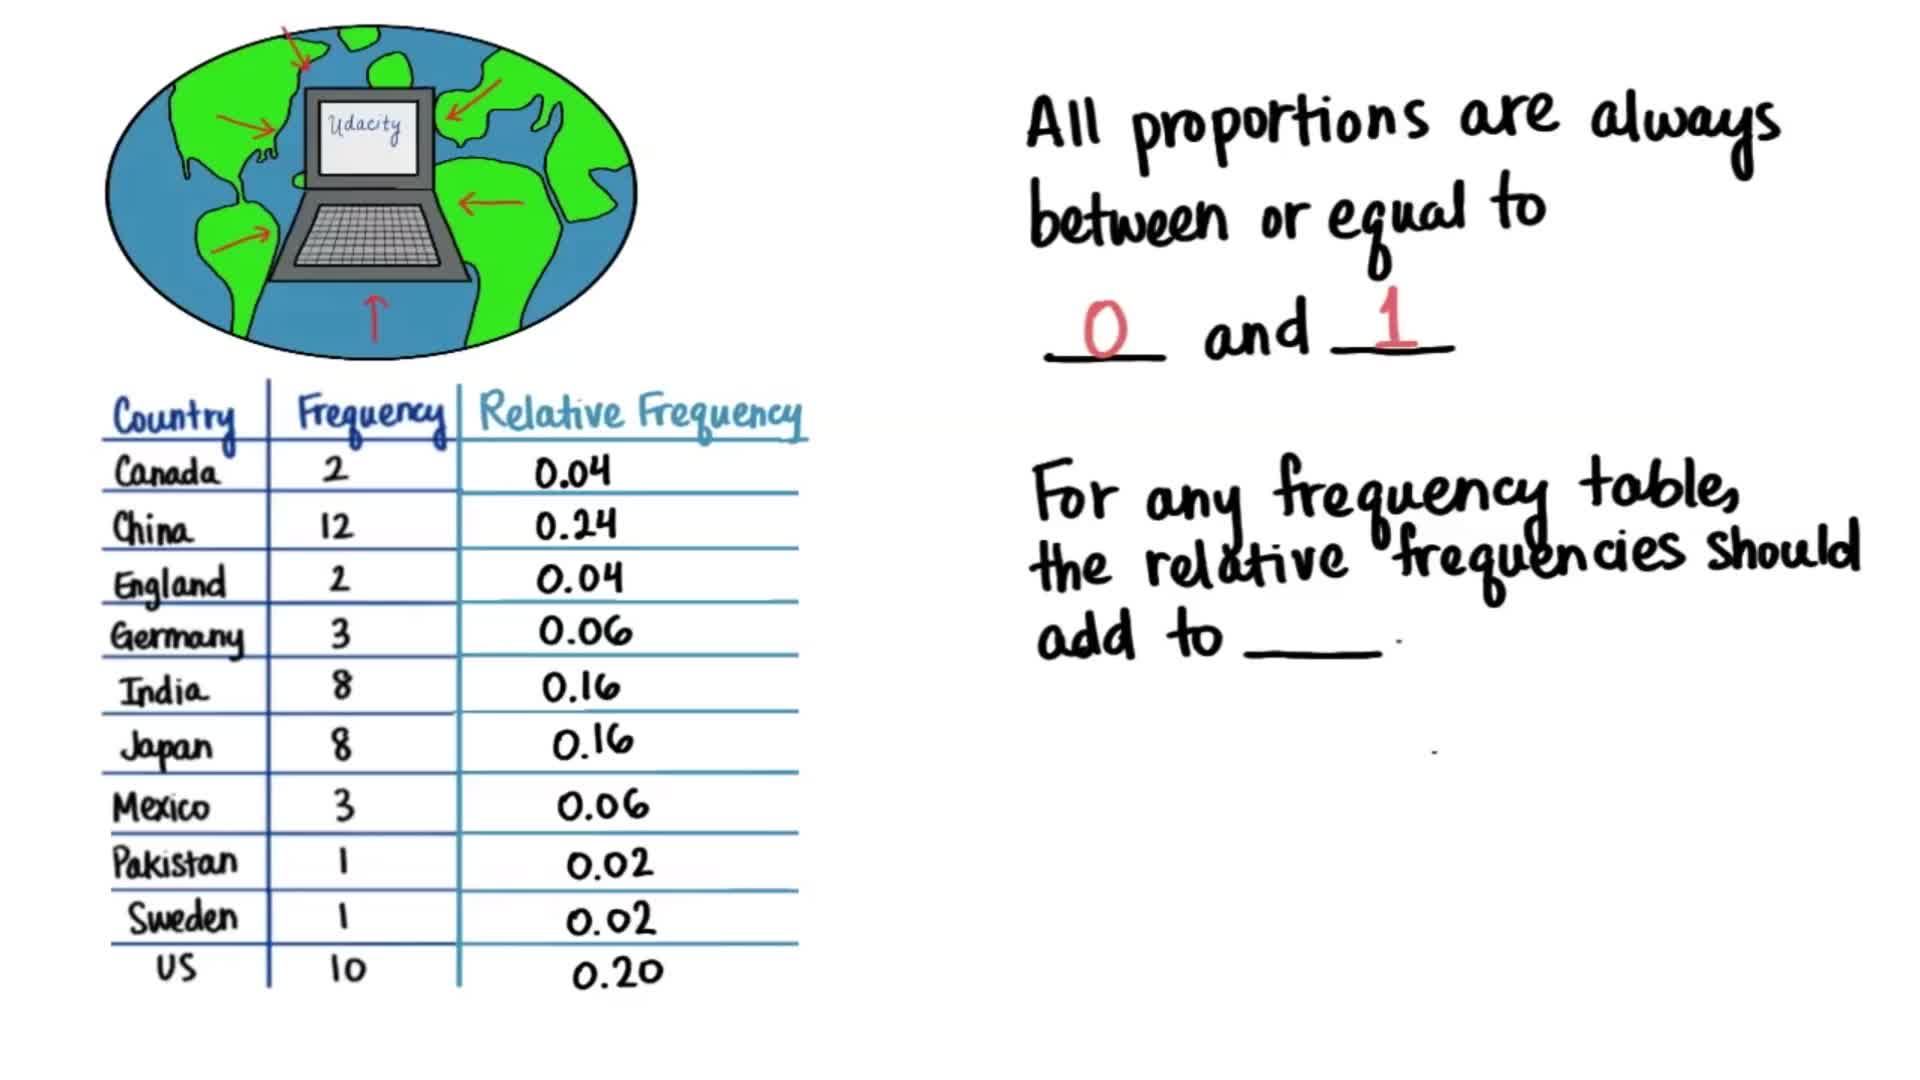 Udacity
All proportions are always
between or equal to
0 and 1
Country Frequency Relative Frequency
Canada 2 0.04
China 12 0.24
England 2 0.04
Germany 3 0.06
India 8 0.16
Japan 8 0.16
Mexico 3 0.06
Pakistan 1 0.02
Sweden 1 0.02
US 10 0.20
For any frequency table,
the relative frequencies should
add to ____.